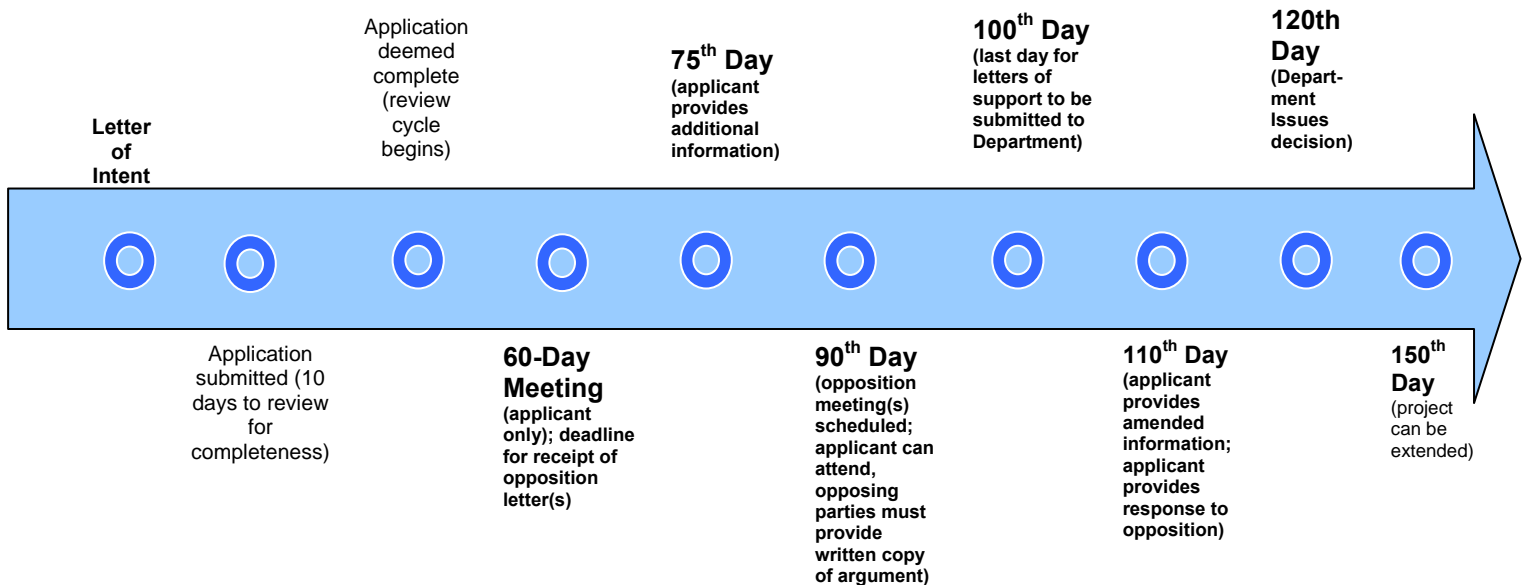 Letter
of
Intent
Application
submitted (10
days to review
for
completeness)
Application
deemed
complete
(review
cycle
begins)
60-Day
Meeting
(applicant
only); deadline
for receipt of
opposition
letter(s)
75th Day
(applicant
provides
additional
information)
90th Day
(opposition
meeting(s)
scheduled;
applicant can
attend,
opposing
parties must
provide
written copy
of argument)
100th Day
(last day for
letters of
support to be
submitted to
Department)
110th Day
(applicant
provides
amended
information;
applicant
provides
response to
opposition)
120th
Day
(Depart-
ment
Issues
decision)
150th
Day
(project
can be
extended)